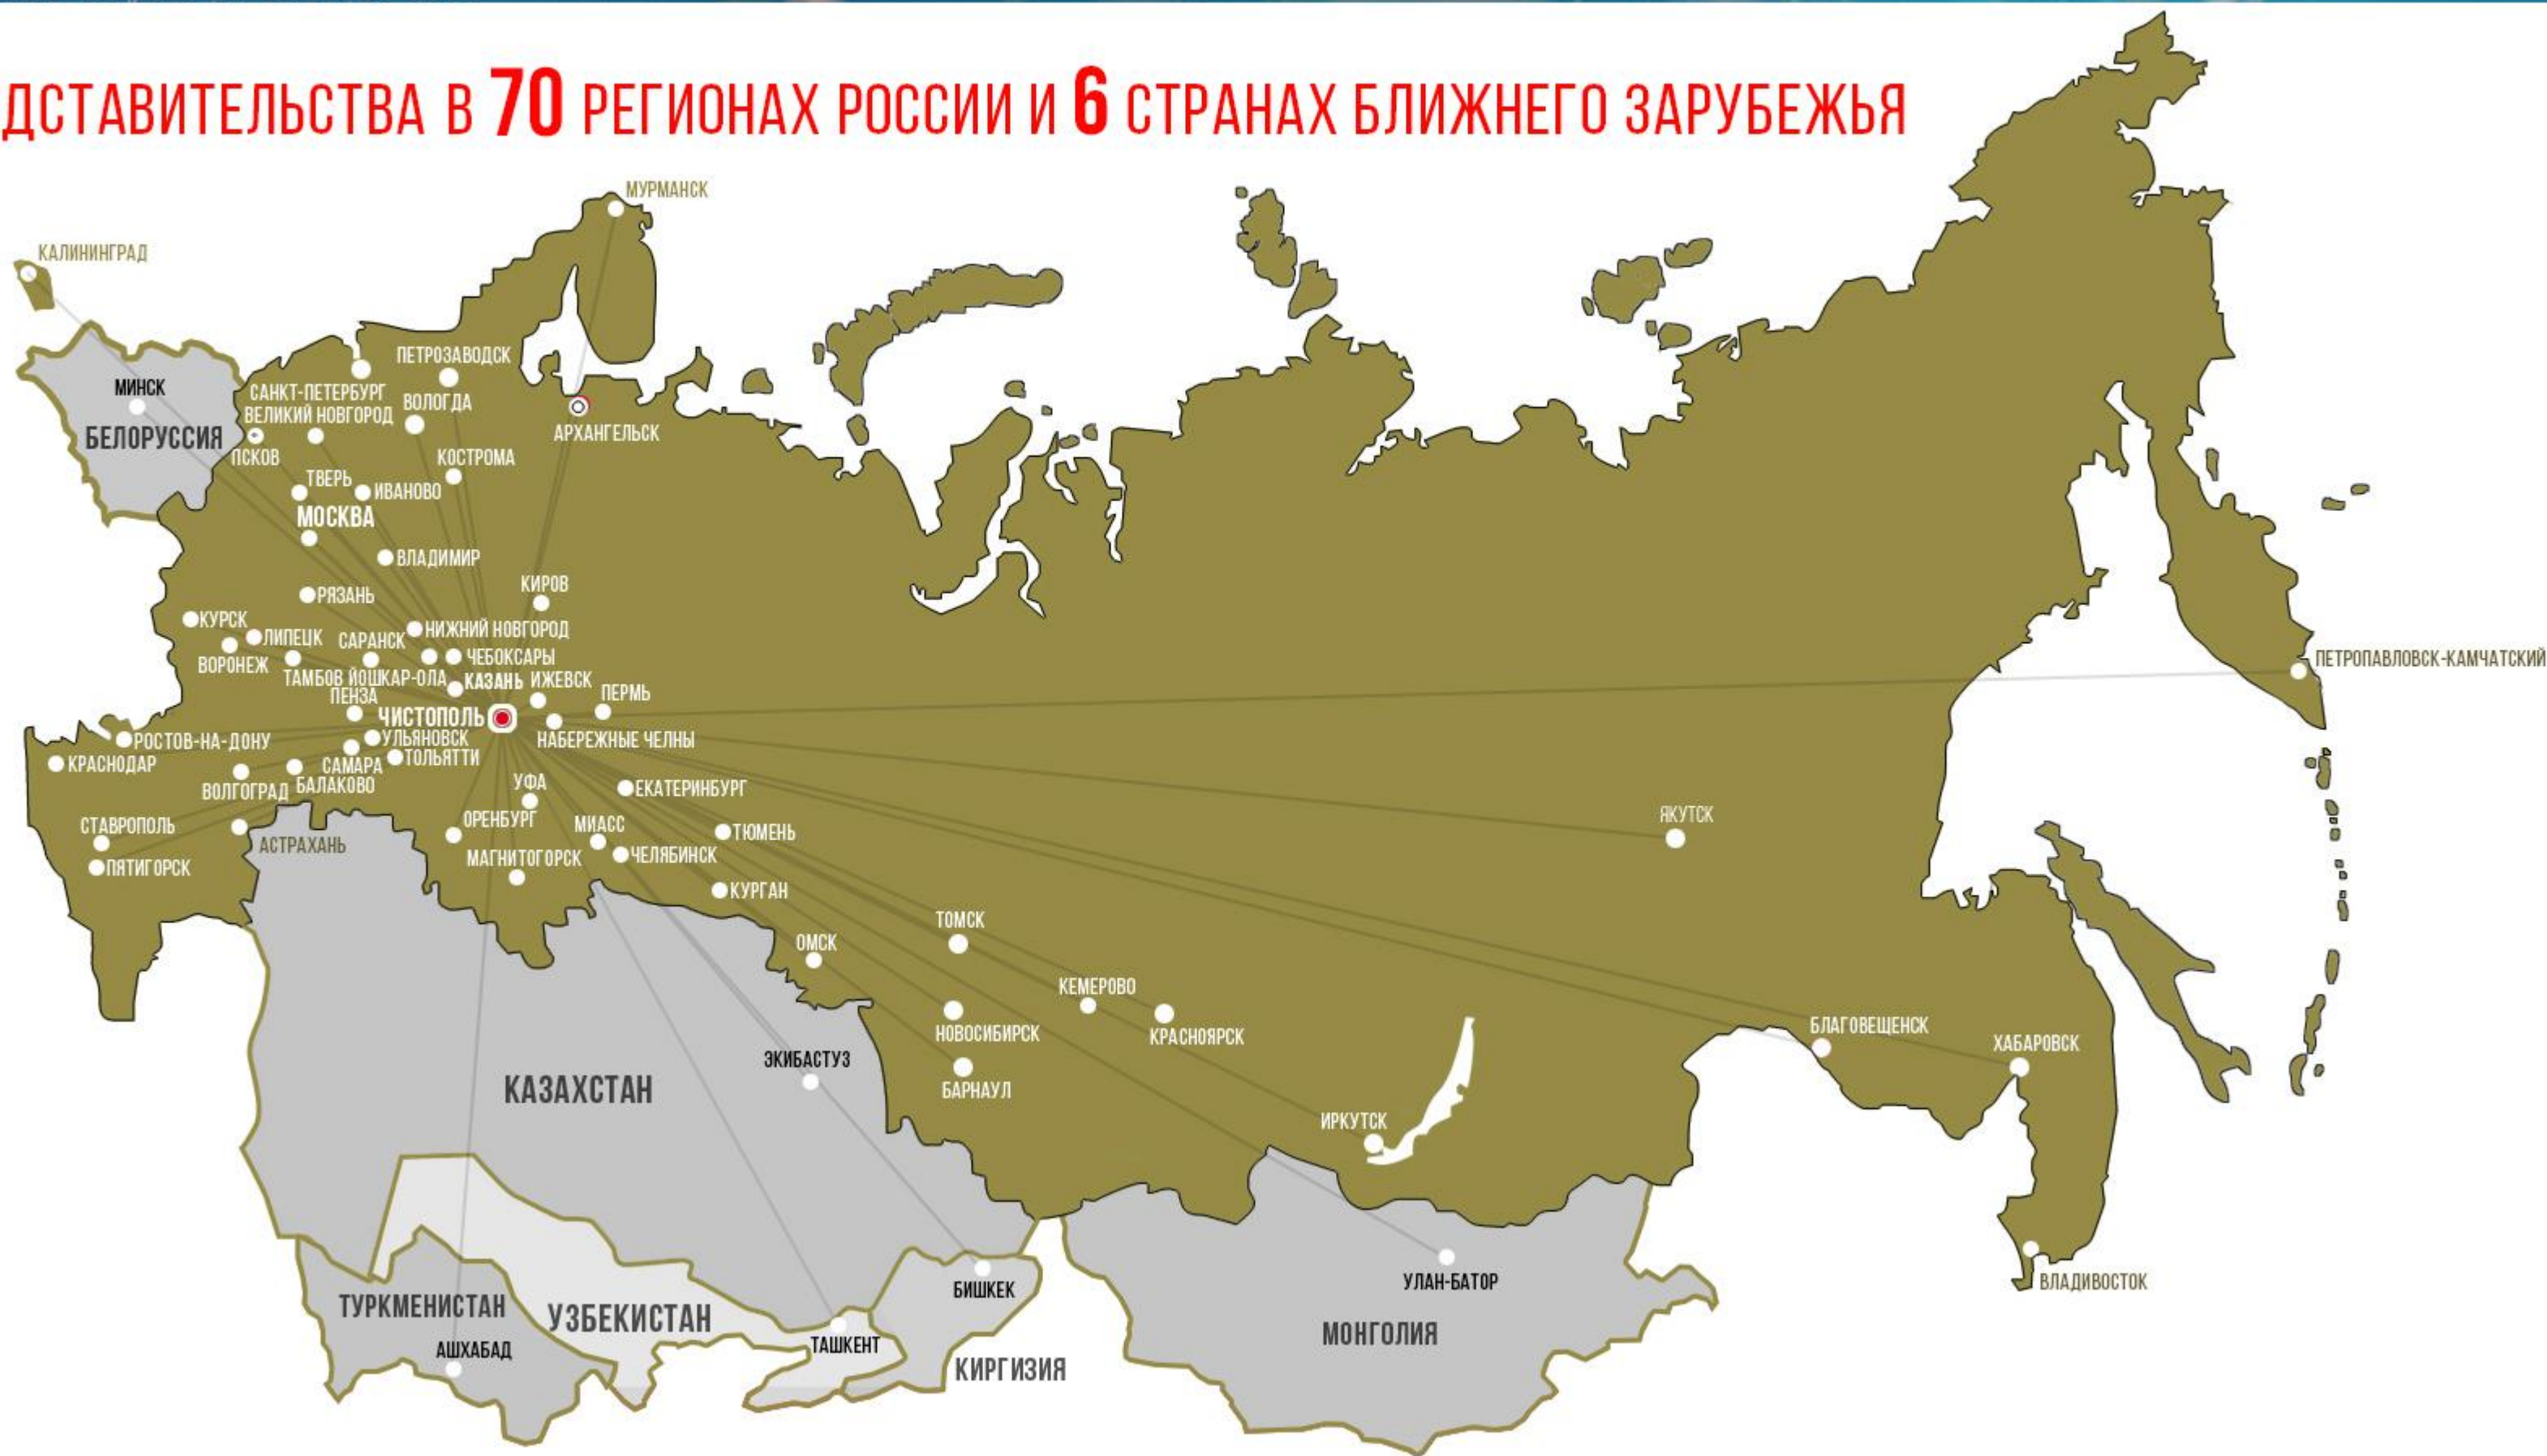 ДСТАВИТЕЛЬСТВА В 70 РЕГИОНАХ РОССИИ И 6 СТРАНАХ БЛИЖНЕГО ЗАРУБЕЖЬЯ
МУРМАНСК
КАЛИНИНГРАД
ПЕТРОЗАВОДСК
МИНСК
САНКТ-ПЕТЕРБУРГ
ВОЛОГДА
ВЕЛИКИЙ НОВГОРОД
БЕЛОРУССИЯ
АРХАНГЕЛЬСК
ПСКОВ
КОСТРОМА
ТВЕРЬ
ИВАНОВО
МОСКВА
ВЛАДИМИР
КИРОВ
РЯЗАНЬ
КУРСК
НИЖНИЙ НОВГОРОД
ЛИПЕЦК
САРАНСК
ВОРОНЕЖ
ЧЕБОКСАРЫ
ПЕТРОПАВЛОВСК-КАМЧАТСКИЙ
ТАМБОВ
ЙОШКАР-ОЛА
КАЗАНЬ
ИЖЕВСК
ПЕРМЬ
ПЕНЗА
ЧИСТОПОЛЬ
РОСТОВ-НА-ДОНУ
УЛЬЯНОВСК
НАБЕРЕЖНЫЕ ЧЕЛНЫ
КРАСНОДАР
САМАРА
ТОЛЬЯТТИ
ВОЛГОГРАД
БАЛАКОВО
УФА
ЕКАТЕРИНБУРГ
ЯКУТСК
СТАВРОПОЛЬ
ОРЕНБУРГ
МИАСС
ТЮМЕНЬ
АСТРАХАНЬ
МАГНИТОГОРСК
ЧЕЛЯБИНСК
ПЯТИГОРСК
КУРГАН
ТОМСК
ОМСК
КЕМЕРОВО
НОВОСИБИРСК
КРАСНОЯРСК
БЛАГОВЕЩЕНСК
ХАБАРОВСК
ЭКИБАСТУЗ
КАЗАХСТАН
БАРНАУЛ
ИРКУТСК
УЛАН-БАТОР
ВЛАДИВОСТОК
БИШКЕК
ТУРКМЕНИСТАН
УЗБЕКИСТАН
МОНГОЛИЯ
АШХАБАД
ТАШКЕНТ
КИРГИЗИЯ